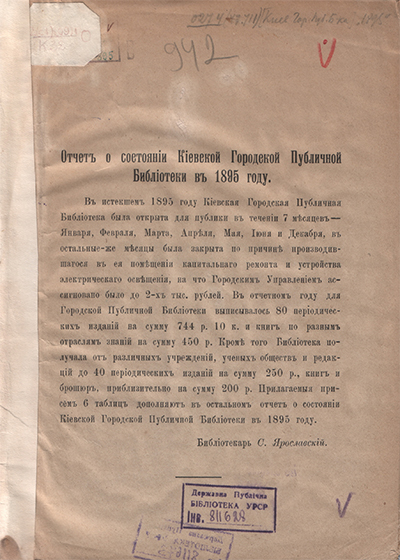 942
Отчетъ о состоянiи Кiевской Городской Публичной
Библiотеки въ 1895 году.
Въ истекшемъ 1895 году Кiевская Городская Публичная
Библiотека была открыта для публики въ теченiи 7 мѣсяцевъ—
Января, Февраля, Марта, Апрѣля, Мая, Iюня и Декабря, въ
остальные-же мѣсяцы была закрыта по причинѣ производив-
шагося въ ея помѣщенiи капитальнаго ремонта и устройства
электрическаго освѣщенiя, на что Городскимъ Управленiемъ ас-
сигновано было до 2-хъ тыс. рублей. Въ отчетномъ году для
Городской Публичной Библiотеки выписывалось 80 перiодичес-
кихъ изданiй на сумму 744 р. 10 к. и книгъ по разнымъ
отраслямъ знанiй на сумму 450 р. Кромѣ того Библiотека по-
лучала отъ различныхъ учрежденiй, ученыхъ обществъ и редак-
цiй до 40 перiодическихъ изданiй на сумму 250 р., книгъ и
брошюръ, приблизительно на сумму 200 р. Прилагаемыя при-
семъ 6 таблицъ дополняютъ въ остальномъ отчетъ о состоянiи
Кiевской Городской Публичной Библiотеки въ 1895 году.
Библiотекарь С. Ярославскiй.
Державна Публічна
БІБЛІОТЕКА УРСР
ІНВ.